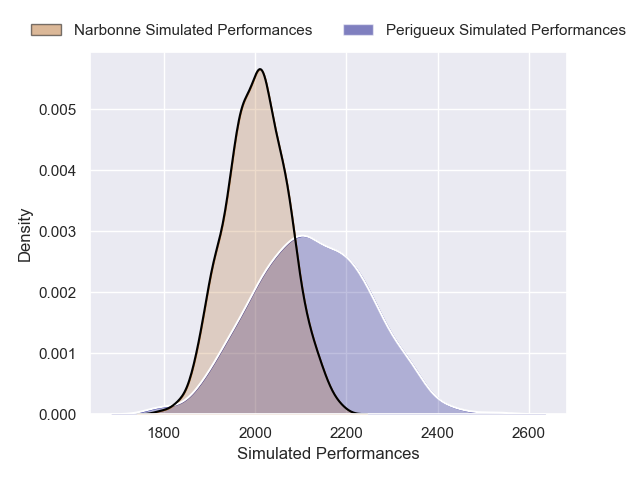 Narbonne Simulated Performances Perigueux Simulated Performances
0.005
0.004
0.003
0.002
0.001
0.000
Density
1800 2000 2200 2400 2600
Simulated Performances